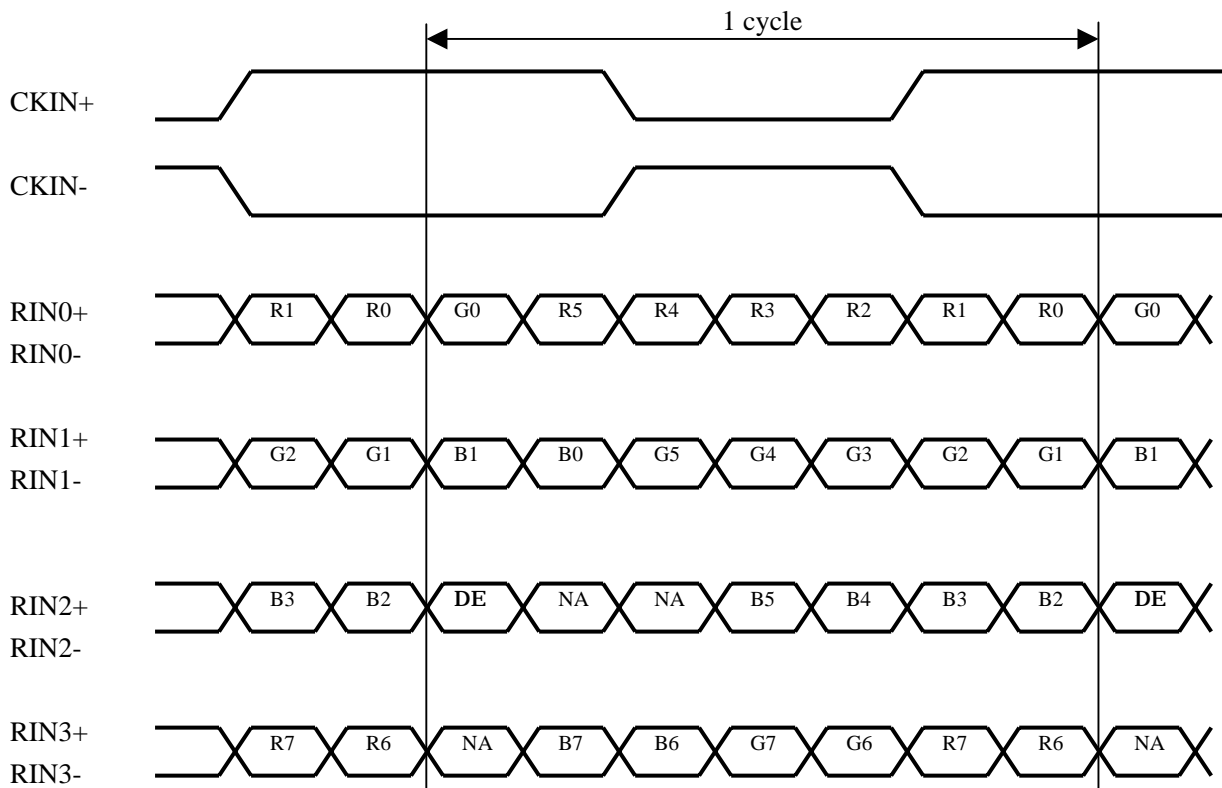 1 cycle
CKIN+
CKIN-
RIN0+
RIN0-
R1 R0 G0 R5 R4 R3 R2 R1 R0 G0
RIN1+
RIN1-
G2 G1 B1 B0 G5 G4 G3 G2 G1 B1
RIN2+
RIN2-
B3 B2 DE NA NA B5 B4 B3 B2 DE
RIN3+
RIN3-
R7 R6 NA B7 B6 G7 G6 R7 R6 NA